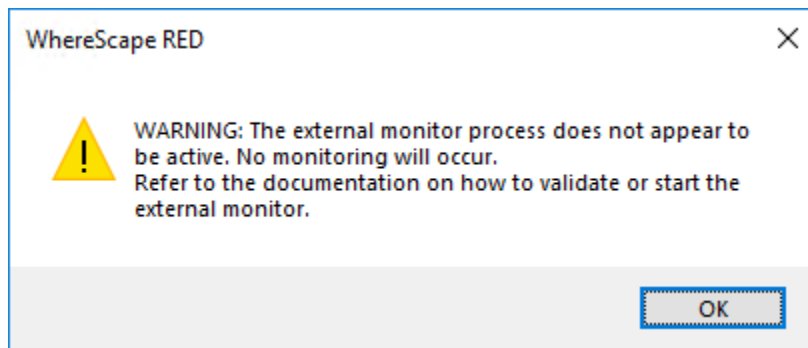 WhereScape RED
WARNING: The external monitor process does not appear to
be active. No monitoring will occur.
Refer to the documentation on how to validate or start the
external monitor.
OK